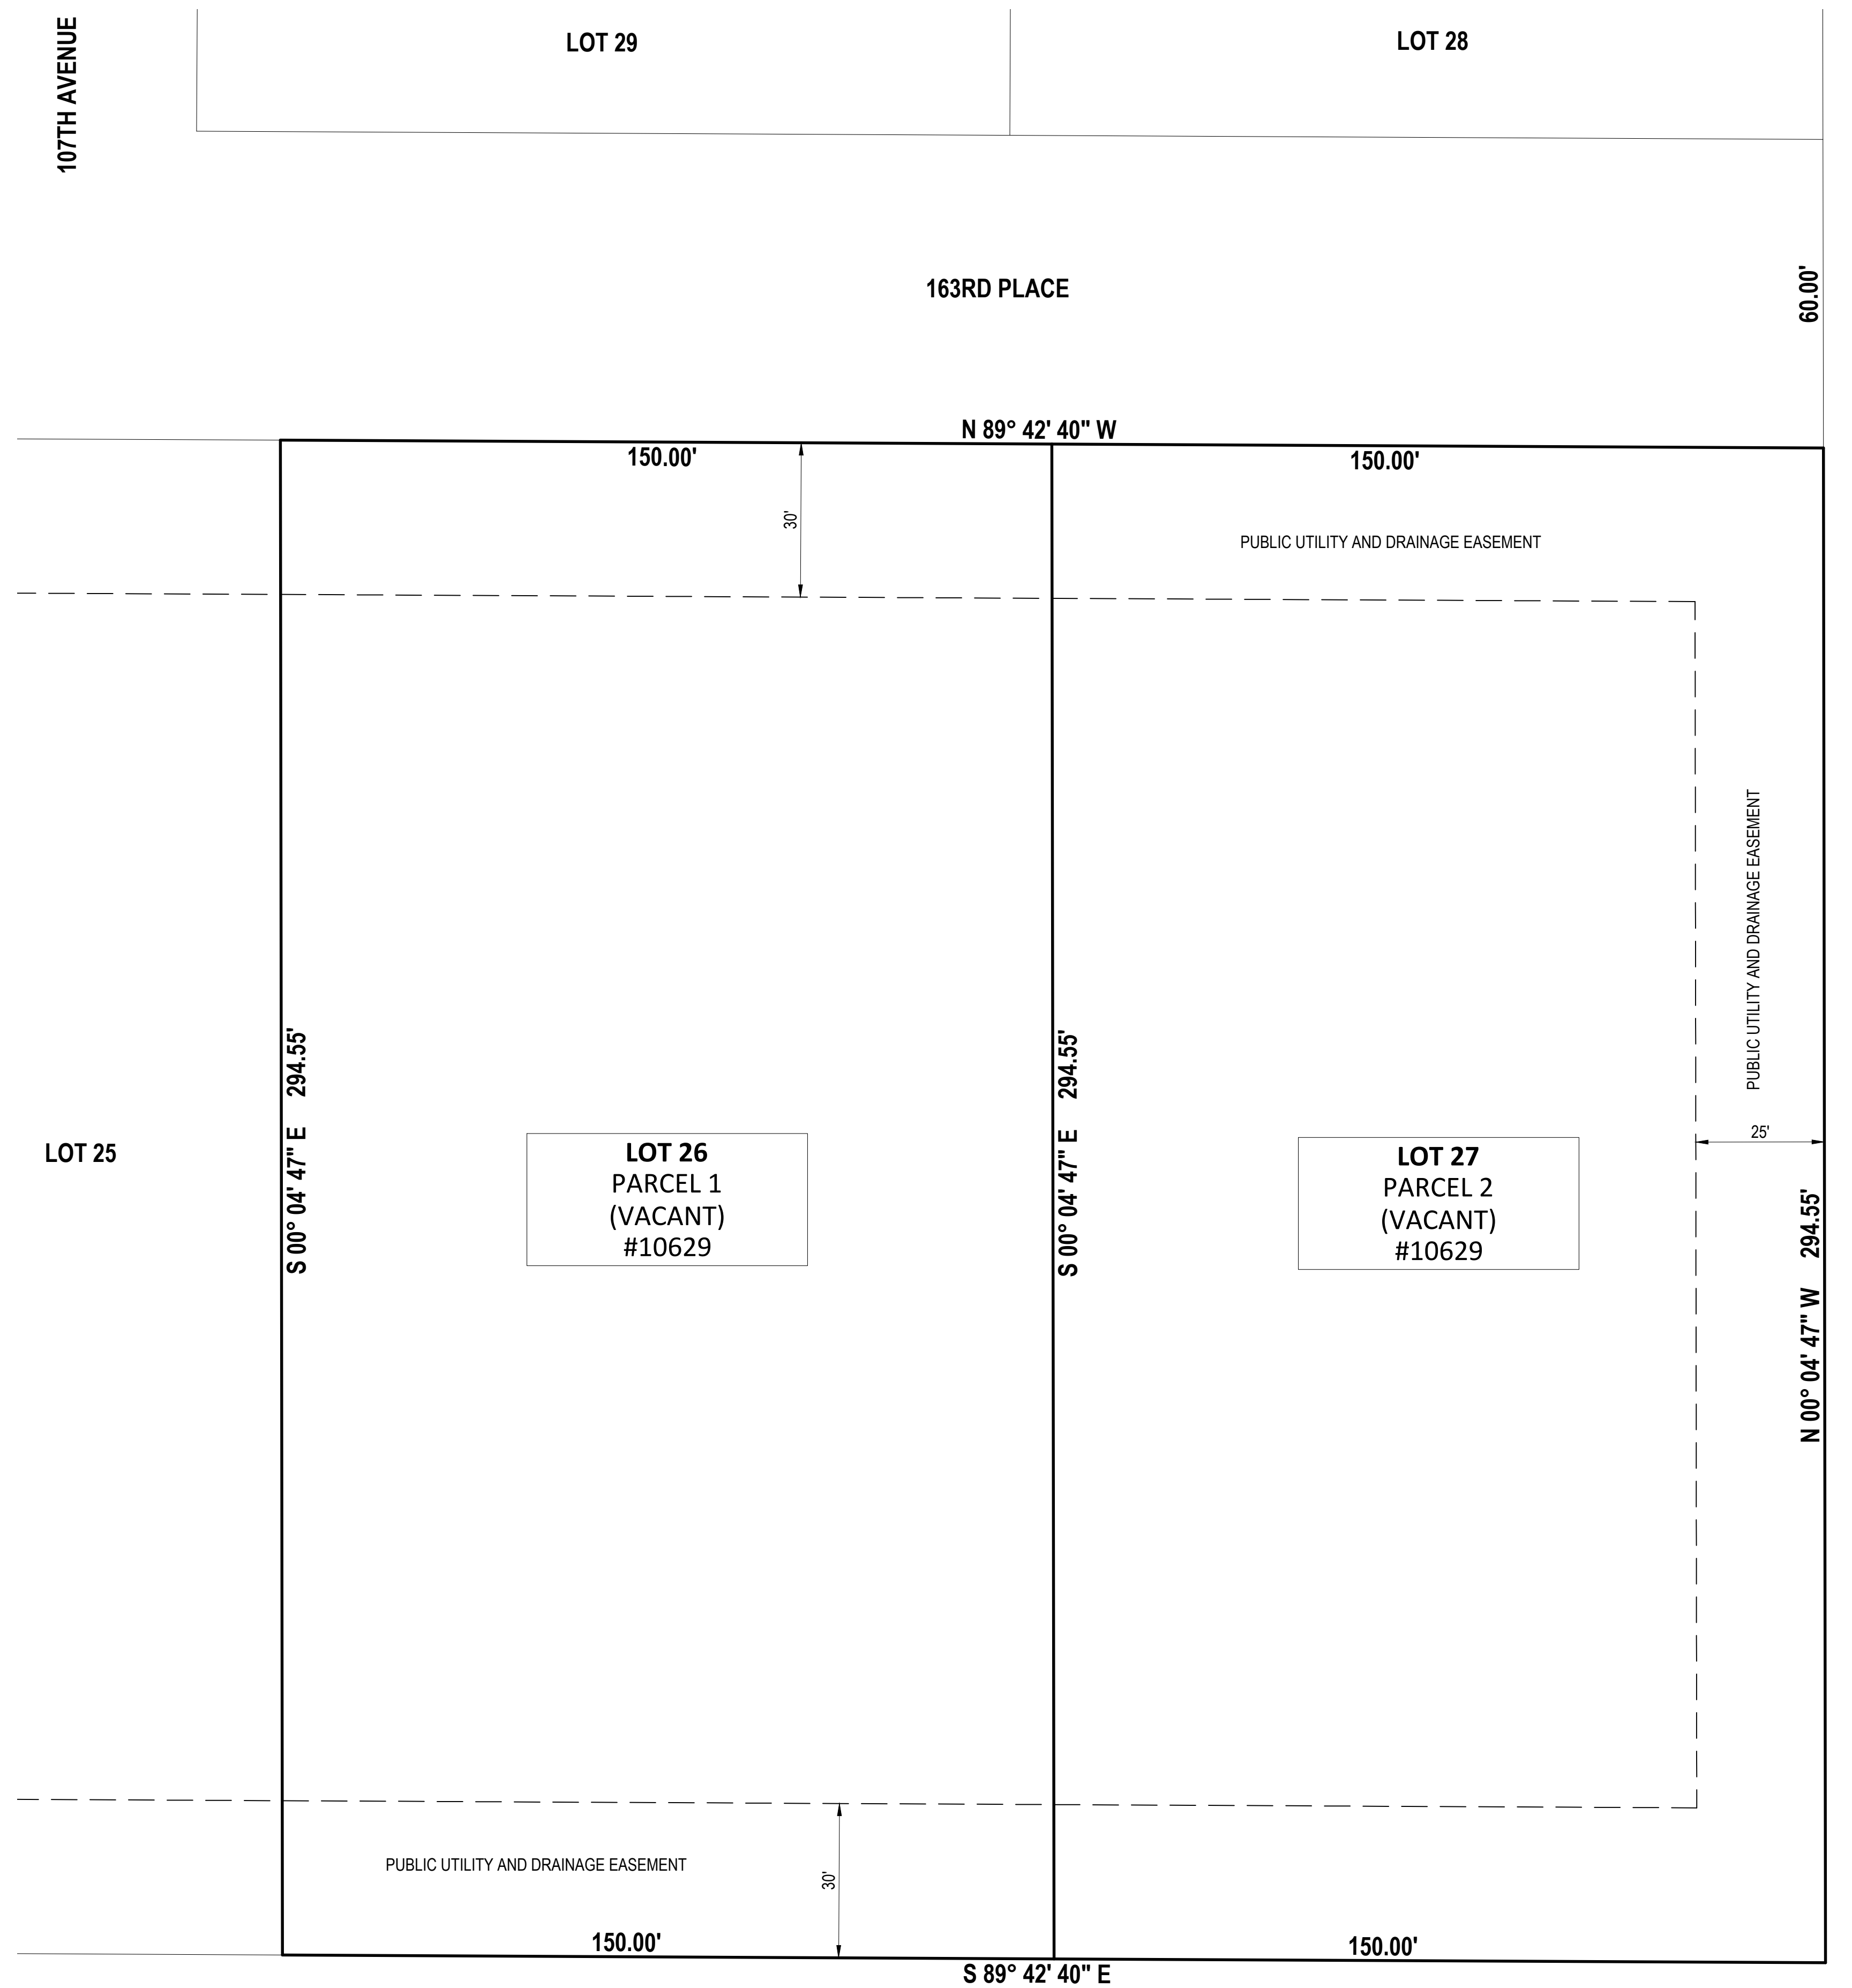 107TH AVENUE
LOT 29
LOT 28
163RD PLACE
60.00'
N 89° 42' 40" W
150.00'
150.00'
30'
PUBLIC UTILITY AND DRAINAGE EASEMENT
PUBLIC UTILITY AND DRAINAGE EASEMENT
25'
LOT 25
S 00° 04' 47" E 294.55'
LOT 26
PARCEL 1
(VACANT)
#10629
S 00° 04' 47" E 294.55'
LOT 27
PARCEL 2
(VACANT)
#10629
N 00° 04' 47" W 294.55'
PUBLIC UTILITY AND DRAINAGE EASEMENT
30'
150.00'
150.00'
S 89° 42' 40" E